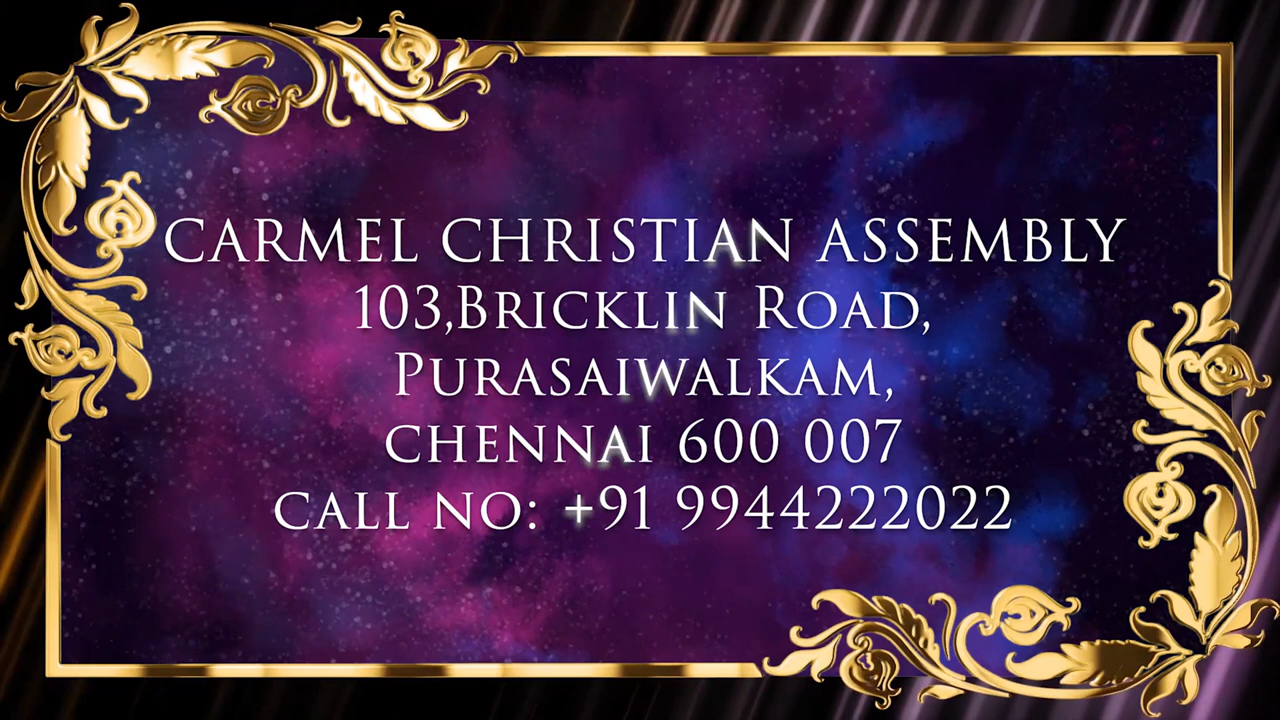 CARMEL CHRISTIAN ASSEMBLY
103,BRICKLIN ROAD,
PURASAIWALKAM,
CHENNAI 600 007
CALL NO: +91 9944222022